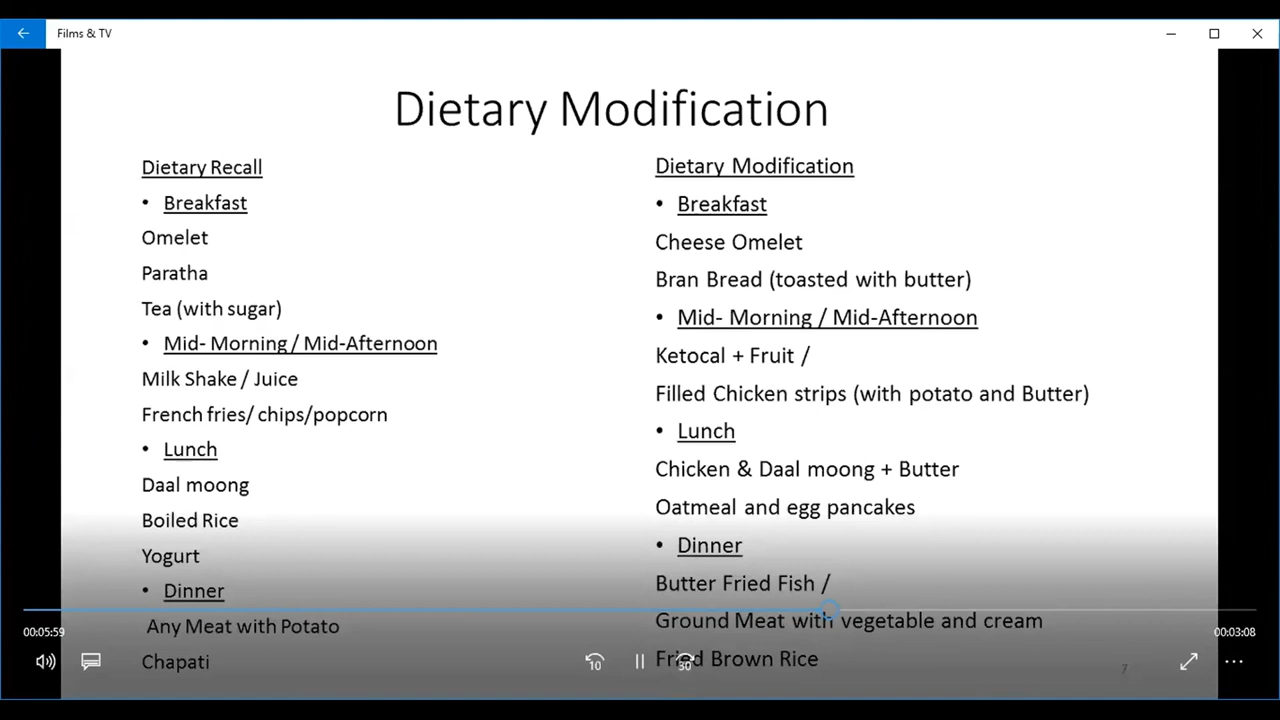 Films & TV
Dietary Modification
Dietary Recall
• Breakfast
Omelet
Paratha
Tea (with sugar)
• Mid- Morning / Mid-Afternoon
Milk Shake / Juice
French fries/ chips/popcorn
• Lunch
Daal moong
Boiled Rice
Yogurt
• Dinner
Any Meat with Potato
Chapati
Dietary Modification
• Breakfast
Cheese Omelet
Bran Bread (toasted with butter)
• Mid- Morning / Mid-Afternoon
Ketocal + Fruit /
Filled Chicken strips (with potato and Butter)
• Lunch
Chicken & Daal moong + Butter
Oatmeal and egg pancakes
• Dinner
Butter Fried Fish /
Ground Meat with vegetable and cream
Fried Brown Rice
7
00:05:59
00:03:08
10
30